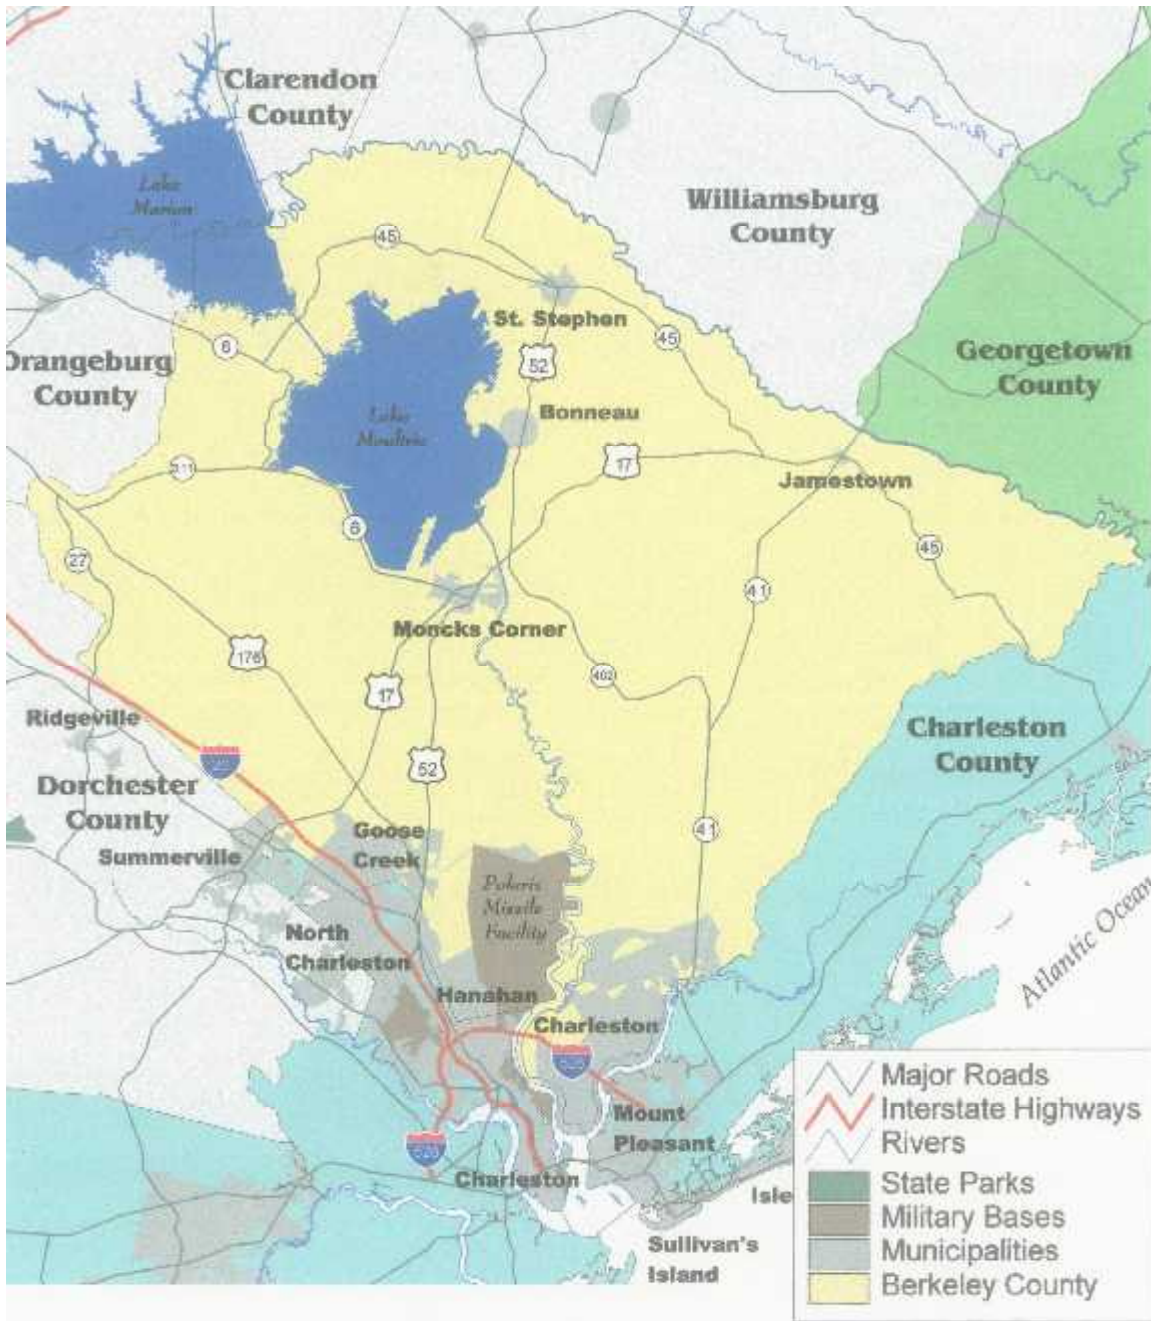 Clarendon
County
Lake
Marion
Williamsburg
County
45
St. Stephen
6
45
Orangeburg
County
52
Georgetown
County
Bonneau
Lake
Moultrie
17
311
Jamestown
6
45
27
41
Moncks Corner
176
402
17
Ridgeville
Charleston
County
52
Dorchester
County
41
Goose
Creek
Summerville
Polaris
Missile
Facility
North
Charleston
Atlantic Ocean
Hanahan
Charleston
Mount
Pleasant
Charleston
Isle
Sullivan's
Island
Major Roads
Interstate Highways
Rivers
State Parks
Military Bases
Municipalities
Berkeley County